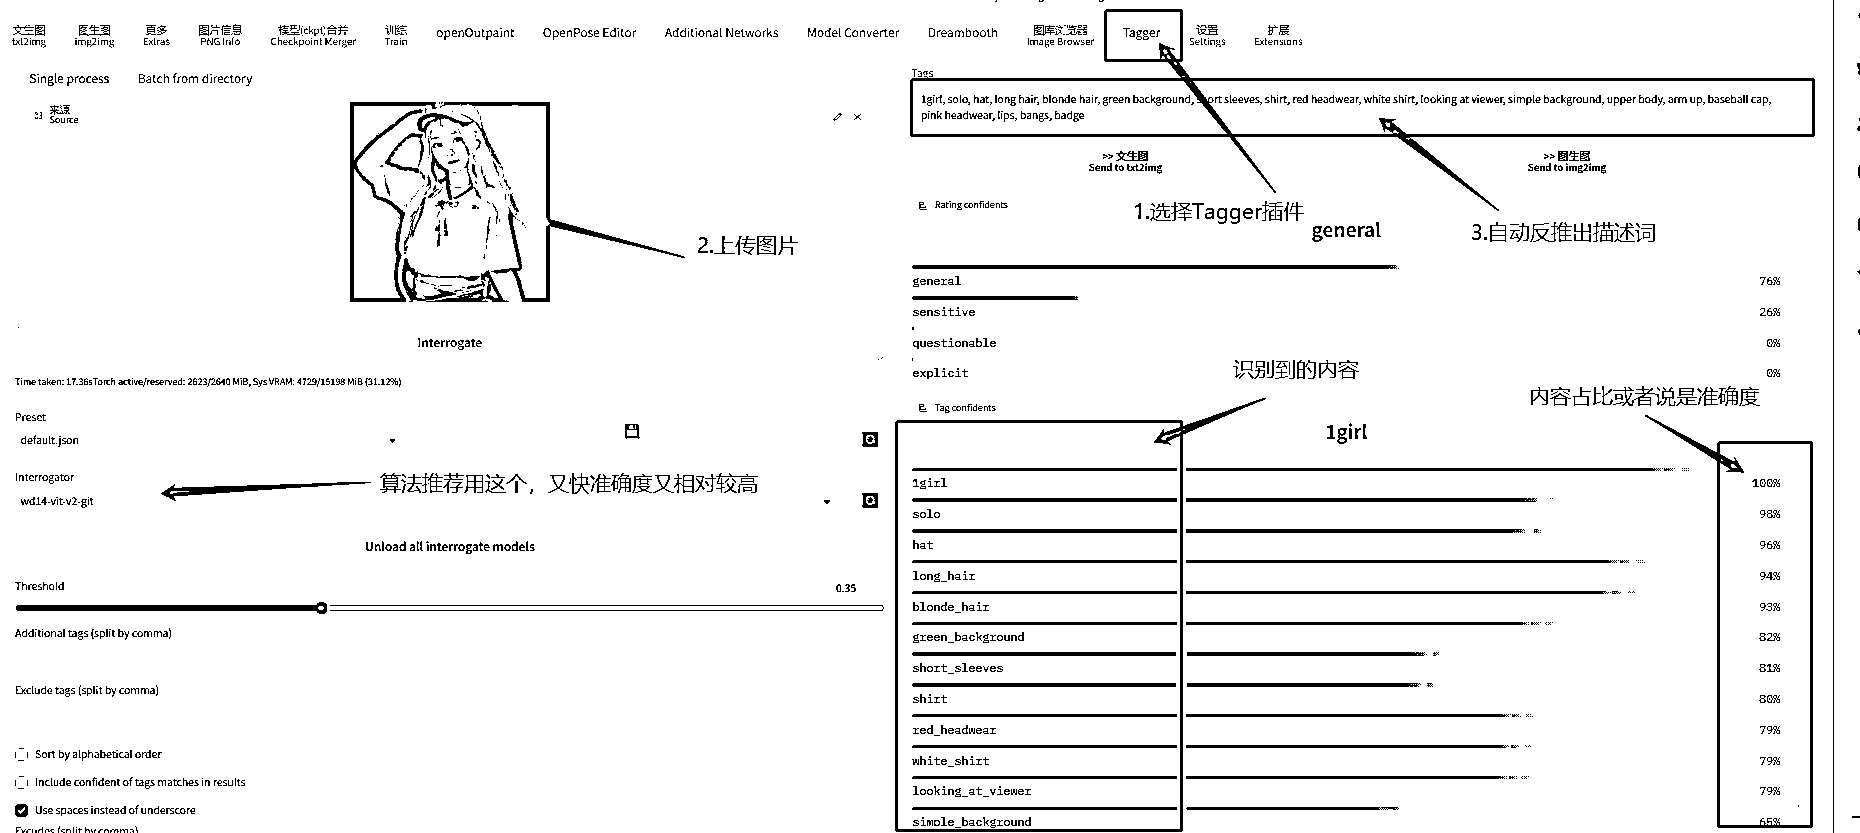 文生图 图生图 更多 图片信息 模型(ckpt)合并 训练 图库浏览器 设置 扩展
txt2img img2img Extras PNG Info Checkpoint Merger Train openOutpaint OpenPose Editor Additional Networks Model Converter Dreambooth Image Browser Tagger Settings Extensions
Single process Batch from directory
来源
Source
2.上传图片
Interrogate
Time taken: 17.36sTorch active/reserved: 2623/2640 MiB, Sys VRAM: 4729/15198 MiB (31.12%)
Preset
default.json
Interrogator
wd14-vit-v2-git
算法推荐用这个，又快准确度又相对较高
Unload all interrogate models
Threshold
0.35
Additional tags (split by comma)
Exclude tags (split by comma)
Sort by alphabetical order
Include confident of tags matches in results
Use spaces instead of underscore
Excudes (split by comma)
Tags
1girl, solo, hat, long hair, blonde hair, green background, short sleeves, shirt, red headwear, white shirt, looking at viewer, simple background, upper body, arm up, baseball cap,
pink headwear, lips, bangs, badge
>> 文生图
Send to txt2img
>> 图生图
Send to img2img
Rating confidents
1.选择Tagger插件
general
3.自动反推出描述词
general 76%
sensitive 26%
questionable 0%
explicit 0%
识别到的内容
内容占比或者说是准确度
Tag confidents
1girl
1girl 100%
solo 98%
hat 96%
long_hair 94%
blonde_hair 93%
green_background 82%
short_sleeves 81%
shirt 80%
red_headwear 79%
white_shirt 79%
looking_at_viewer 79%
simple_background 65%